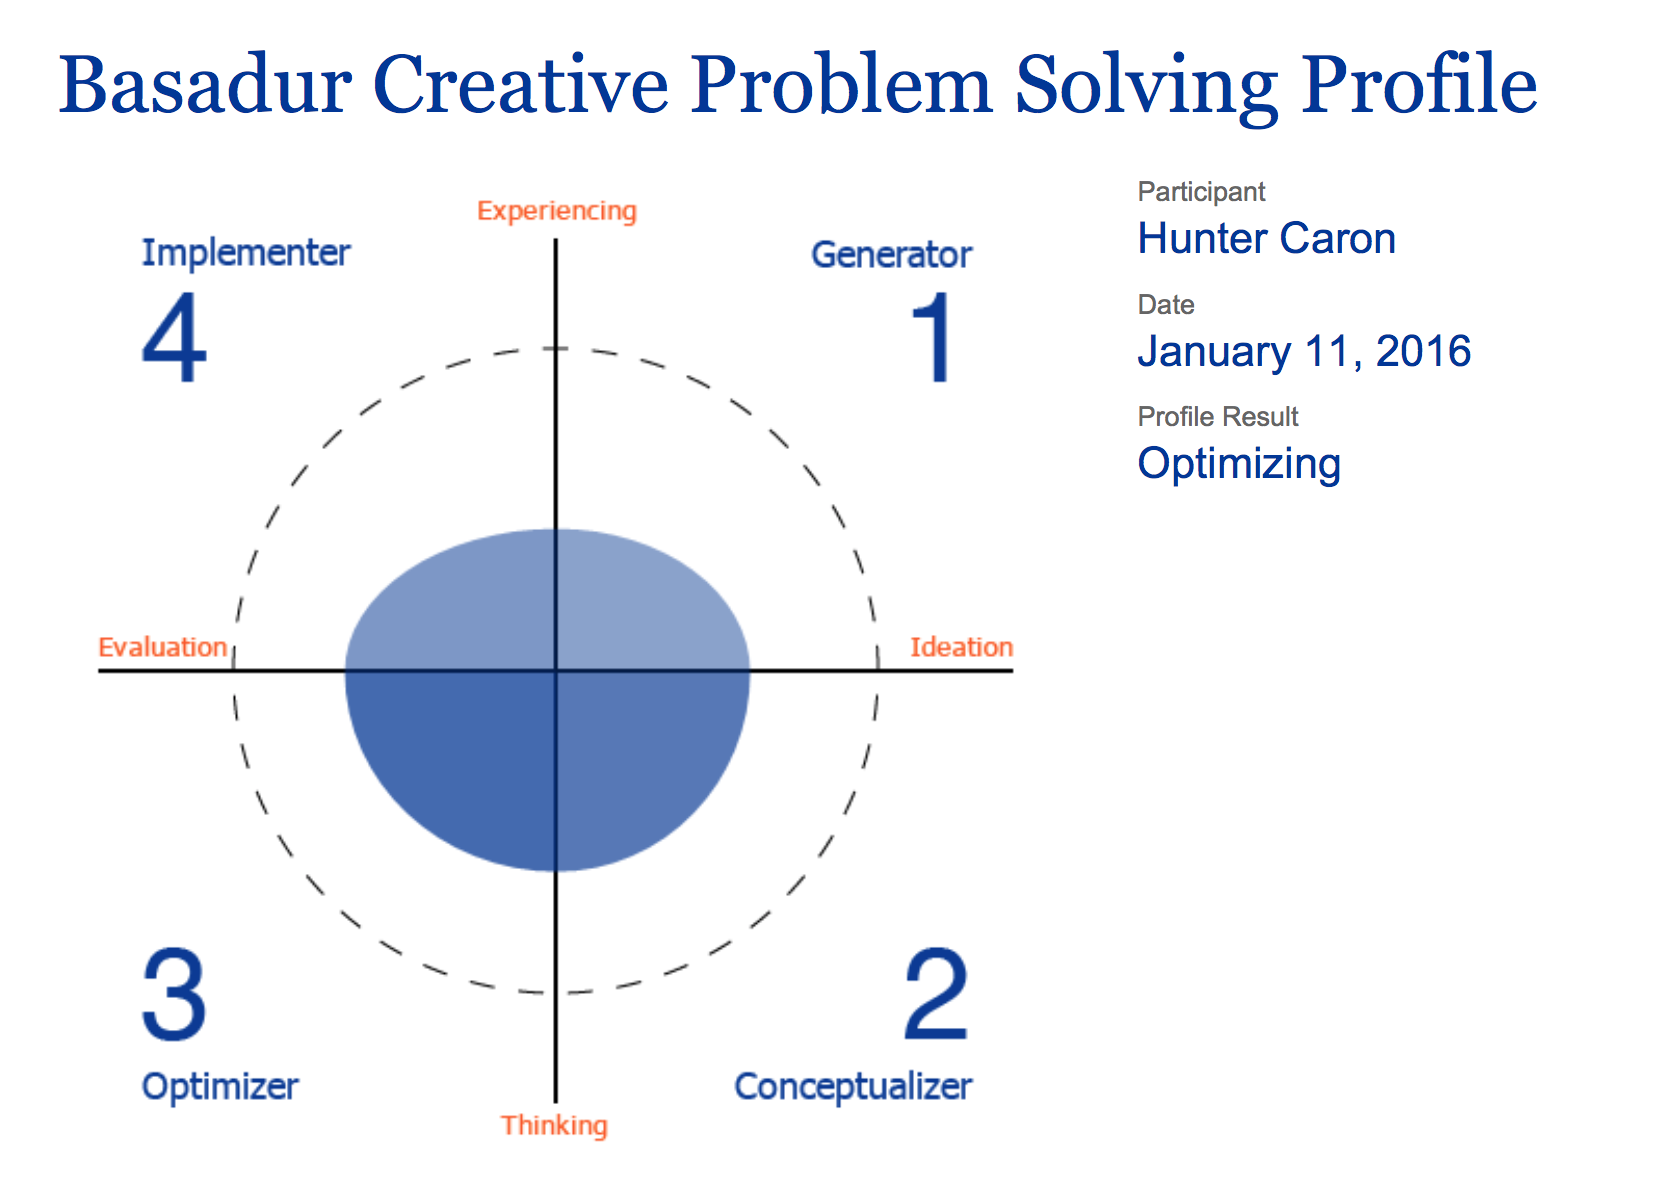 Basadur Creative Problem Solving Profile
Participant
Hunter Caron
Date
January 11, 2016
Profile Result
Optimizing
Experiencing
Implementer
4
Generator
1
Evaluation
Ideation
3
Optimizer
2
Conceptualizer
Thinking